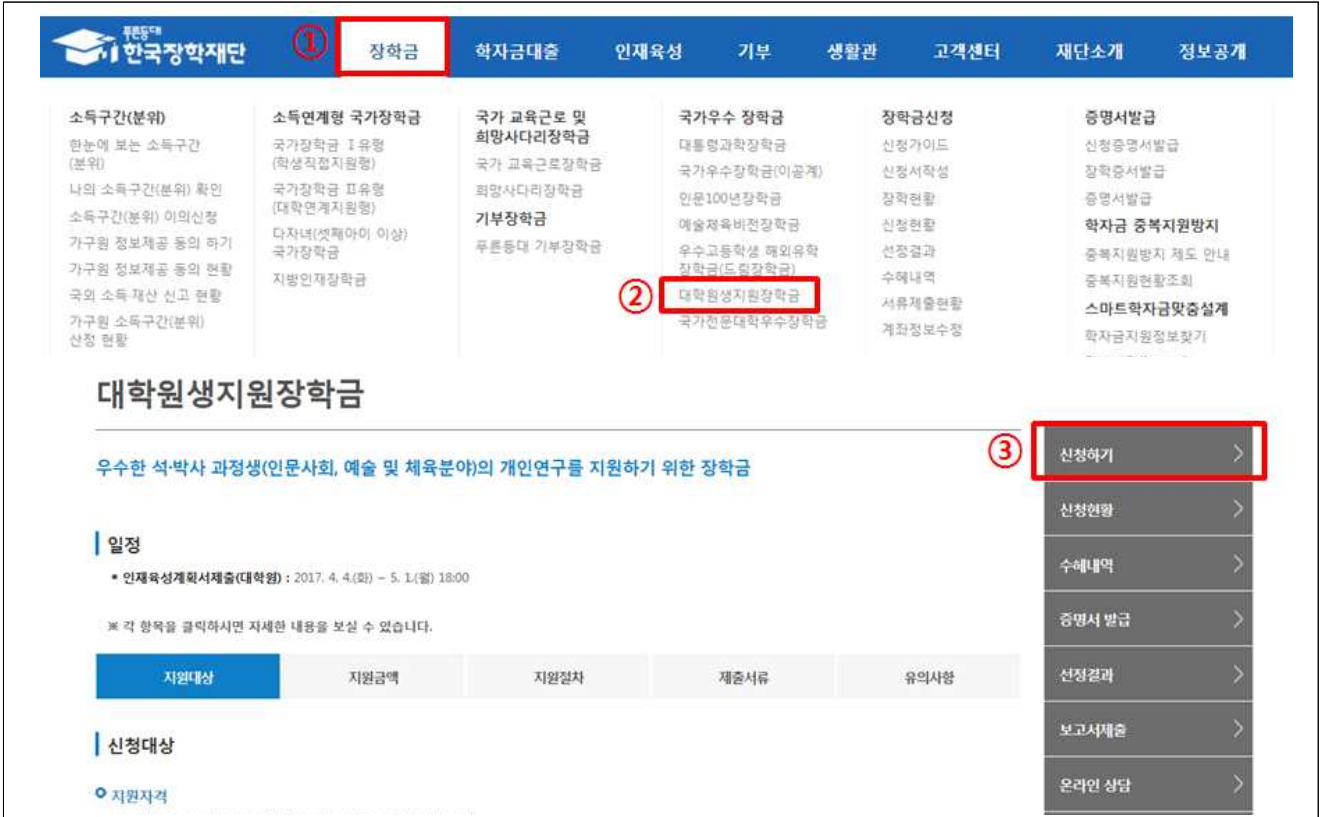 푸른등대
한국장학재단
① 장학금 학자금대출 인재육성 기부 생활관 고객센터 재단소개 정보공개
소득구간(분위)
한눈에 보는 소득구간
(분위)
나의 소득구간(분위) 확인
소득구간(분위) 이의신청
가구원 정보제공 동의 하기
가구원 정보제공 동의 현황
국외 소득·재산 신고 현황
가구원 소득구간(분위)
산정 현황
소득연계형 국가장학금
국가장학금 Ⅰ유형
(학생직접지원형)
국가장학금 Ⅱ유형
(대학연계지원형)
다자녀(셋째아이 이상)
국가장학금
지방인재장학금
국가 교육근로 및
희망사다리장학금
국가 교육근로장학금
희망사다리장학금
기부장학금
푸른등대 기부장학금
국가우수 장학금
대통령과학장학금
국가우수장학금(이공계)
인문100년장학금
예술체육비전장학금
우수고등학생 해외유학
장학금(드림장학금)
② 대학원생지원장학금
국가전문대학우수장학금
장학금신청
신청가이드
신청서작성
장학현황
신청현황
선정결과
수혜내역
서류제출현황
계좌정보수정
증명서발급
신청증명서발급
장학증서발급
증명서발급
학자금 중복지원방지
중복지원방지 제도 안내
중복지원현황조회
스마트학자금맞춤설계
학자금지원정보찾기
대학원생지원장학금
우수한 석·박사 과정생(인문사회, 예술 및 체육분야)의 개인연구를 지원하기 위한 장학금
일정
• 인재육성계획서제출(대학원) : 2017. 4. 4.(화) ~ 5. 1.(월) 18:00
※ 각 항목을 클릭하시면 자세한 내용을 보실 수 있습니다.
지원대상 지원금액 지원절차 제출서류 유의사항
신청대상
지원자격
③ 신청하기
신청현황
수혜내역
증명서 발급
선정결과
보고서제출
온라인 상담